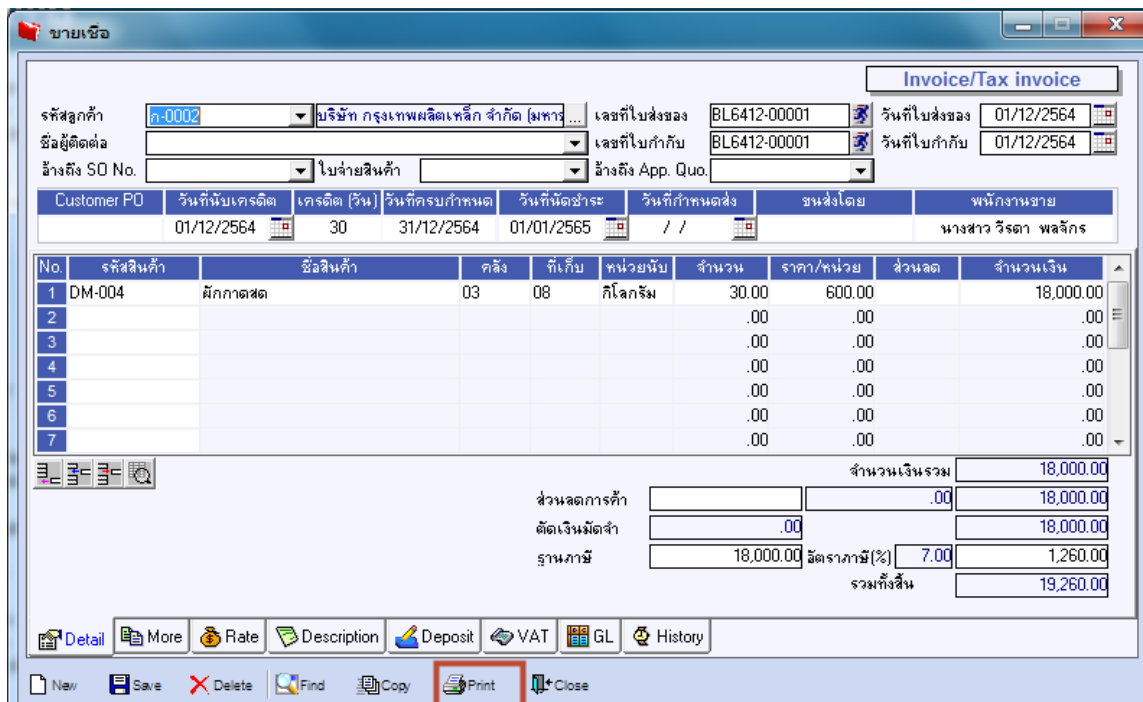 ขายเชื่อ
Invoice/Tax invoice
รหัสลูกค้า ก-0002 บริษัท กรุงเทพผลิตเหล็ก จำกัด (มหาร ... เลขที่ใบส่งของ BL6412-00001 วันที่ใบส่งของ 01/12/2564
ชื่อผู้ติดต่อ เลขที่ใบกำกับ BL6412-00001 วันที่ใบกำกับ 01/12/2564
อ้างถึง SO No. ใบจ่ายสินค้า อ้างถึง App. Quo.
Customer PO วันที่นับเครดิต เครดิต (วัน) วันที่ครบกำหนด วันที่นัดชำระ วันที่กำหนดส่ง ขนส่งโดย พนักงานขาย
01/12/2564 30 31/12/2564 01/01/2565 / / นางสาว วีรดา พลจักร
No. รหัสสินค้า ชื่อสินค้า คลัง ที่เก็บ หน่วยนับ จำนวน ราคา/หน่วย ส่วนลด จำนวนเงิน
1 DM-004 ผักกาดสด 03 08 กิโลกรัม 30.00 600.00 18,000.00
2 .00 .00 .00
3 .00 .00 .00
4 .00 .00 .00
5 .00 .00 .00
6 .00 .00 .00
7 .00 .00 .00
จำนวนเงินรวม 18,000.00
ส่วนลดการค้า .00 18,000.00
ตัดเงินมัดจำ .00 18,000.00
ฐานภาษี 18,000.00 อัตราภาษี(%) 7.00 1,260.00
รวมทั้งสิ้น 19,260.00
Detail More Rate Description Deposit VAT GL History
New Save Delete Find Copy Print Close